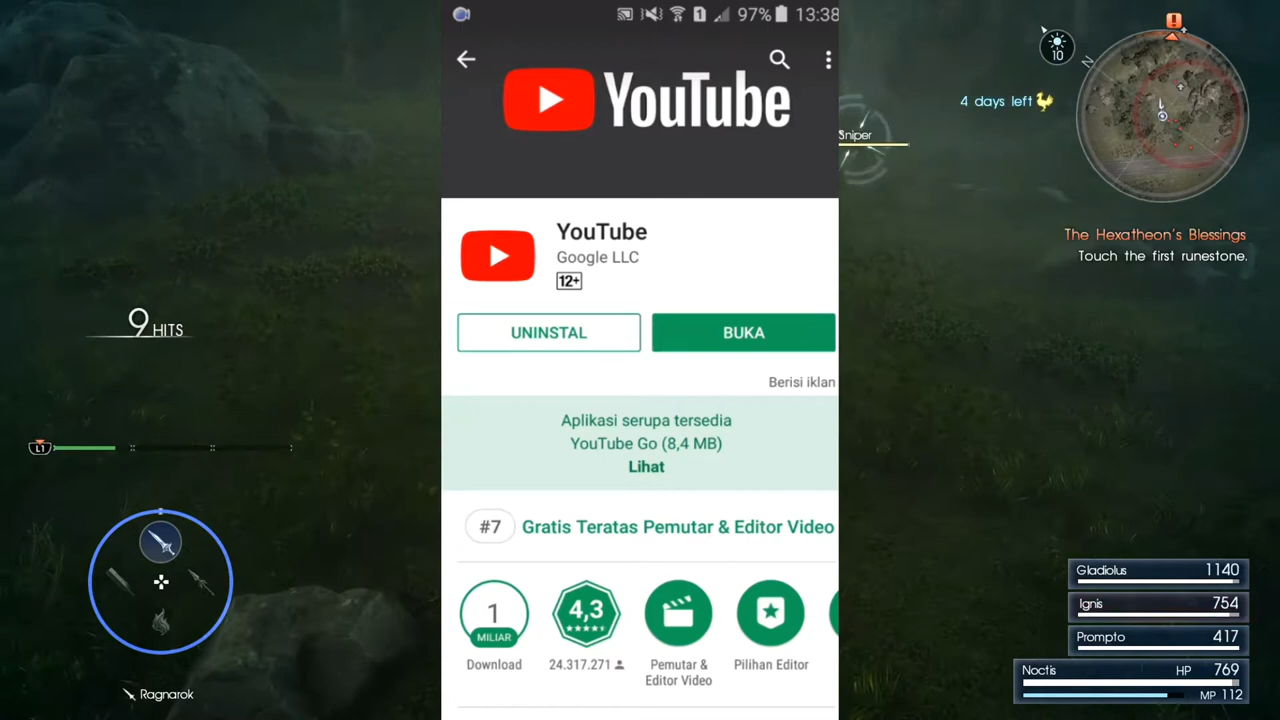 97% 13:38
YouTube
YouTube
Google LLC
12+
UNINSTAL
BUKA
Berisi iklan
Aplikasi serupa tersedia
YouTube Go (8,4 MB)
Lihat
#7 Gratis Teratas Pemutar & Editor Video
1
MILIAR
Download
4,3
24.317.271
Pemutar &
Editor Video
Pilihan Editor
9 HITS
L1
Ragnarok
Sniper
10
N
4 days left
The Hexatheon's Blessings
Touch the first runestone.
Gladiolus 1140
Ignis 754
Prompto 417
Noctis HP 769
MP 112